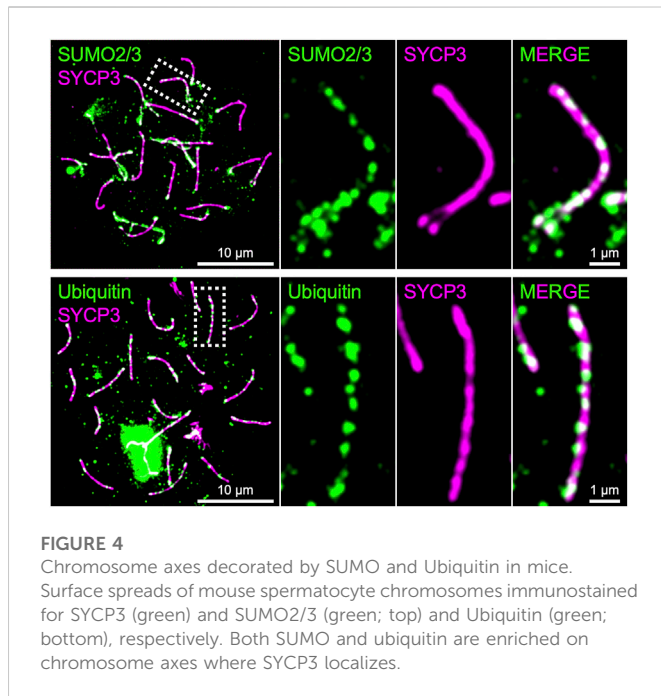 SUMO2/3
SYCP3
10 µm
SUMO2/3
SYCP3
MERGE
1 µm
Ubiquitin
SYCP3
10 µm
Ubiquitin
SYCP3
MERGE
1 µm
FIGURE 4
Chromosome axes decorated by SUMO and Ubiquitin in mice.
Surface spreads of mouse spermatocyte chromosomes immunostained
for SYCP3 (green) and SUMO2/3 (green; top) and Ubiquitin (green;
bottom), respectively. Both SUMO and ubiquitin are enriched on
chromosome axes where SYCP3 localizes.